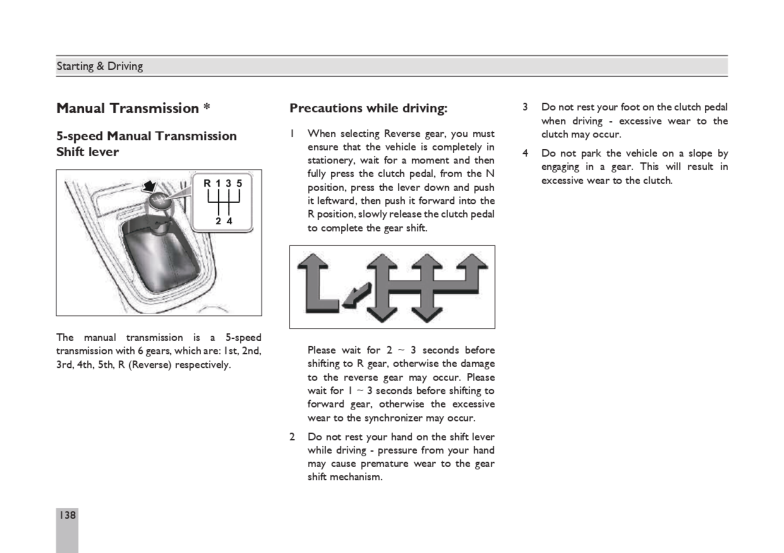 Starting & Driving
Manual Transmission *
5-speed Manual Transmission
Shift lever
R 1 3 5
2 4
The manual transmission is a 5-speed
transmission with 6 gears, which are: 1st, 2nd,
3rd, 4th, 5th, R (Reverse) respectively.
Precautions while driving:
1 When selecting Reverse gear, you must
ensure that the vehicle is completely in
stationery, wait for a moment and then
fully press the clutch pedal, from the N
position, press the lever down and push
it leftward, then push it forward into the
R position, slowly release the clutch pedal
to complete the gear shift.
Please wait for 2 ~ 3 seconds before
shifting to R gear, otherwise the damage
to the reverse gear may occur. Please
wait for 1 ~ 3 seconds before shifting to
forward gear, otherwise the excessive
wear to the synchronizer may occur.
2 Do not rest your hand on the shift lever
while driving - pressure from your hand
may cause premature wear to the gear
shift mechanism.
3 Do not rest your foot on the clutch pedal
when driving - excessive wear to the
clutch may occur.
4 Do not park the vehicle on a slope by
engaging in a gear. This will result in
excessive wear to the clutch.
138